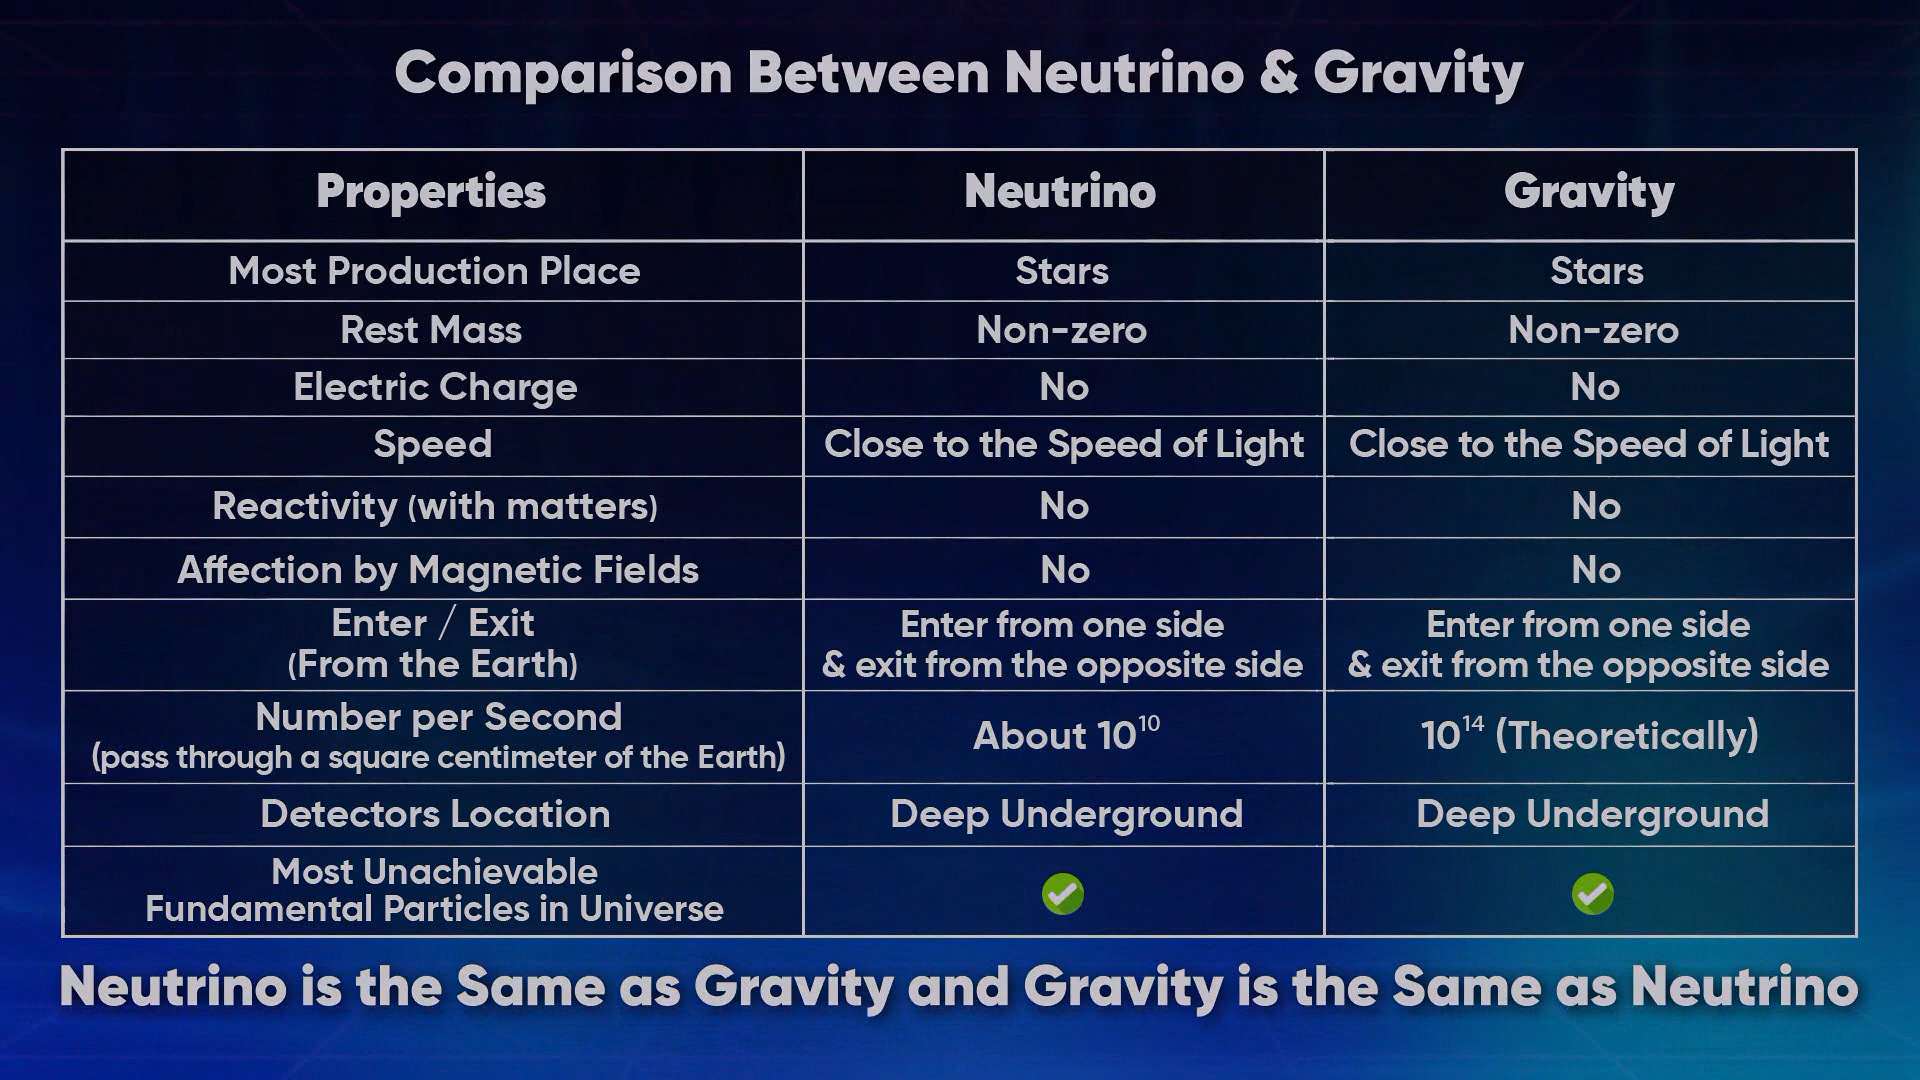 Comparison Between Neutrino & Gravity
Properties Neutrino Gravity
Most Production Place Stars Stars
Rest Mass Non-zero Non-zero
Electric Charge No No
Speed Close to the Speed of Light Close to the Speed of Light
Reactivity (with matters) No No
Affection by Magnetic Fields No No
Enter / Exit
(From the Earth)
Enter from one side
& exit from the opposite side
Enter from one side
& exit from the opposite side
Number per Second
(pass through a square centimeter of the Earth)
About 10¹⁰
10¹⁴ (Theoretically)
Detectors Location Deep Underground Deep Underground
Most Unachievable
Fundamental Particles in Universe
Neutrino is the Same as Gravity and Gravity is the Same as Neutrino